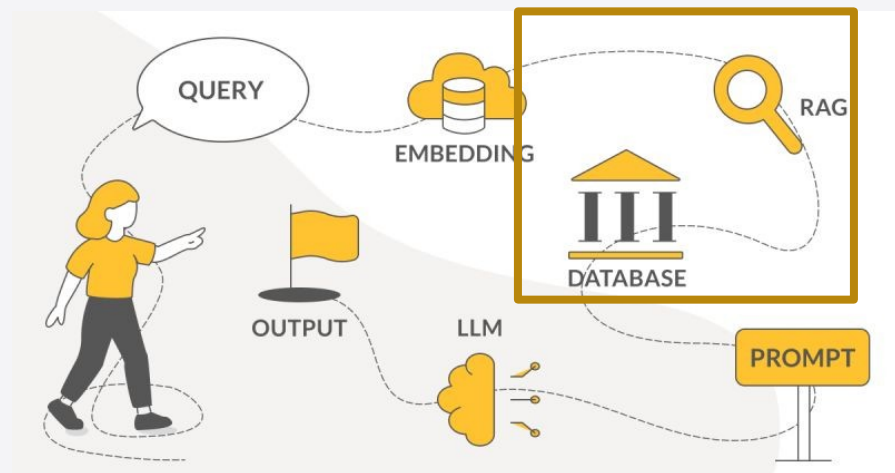 QUERY
EMBEDDING
RAG
DATABASE
PROMPT
LLM
OUTPUT